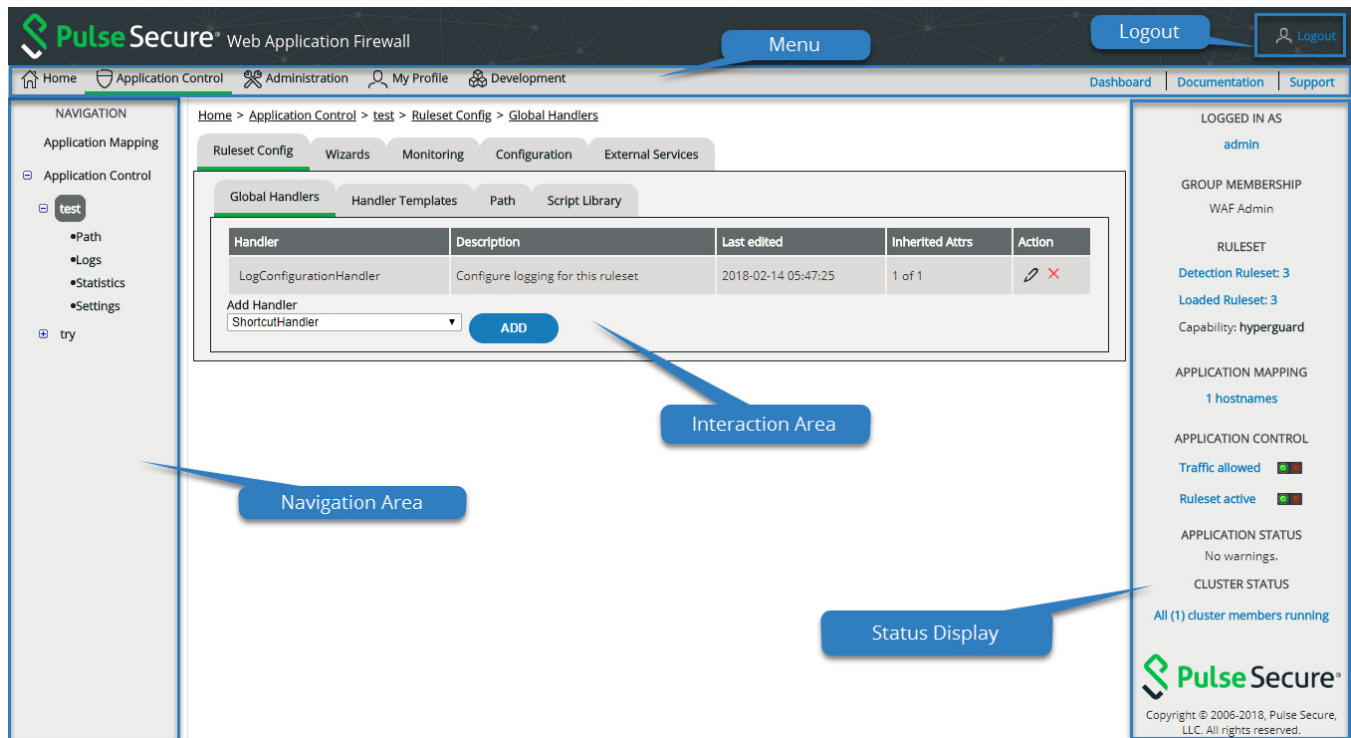 Pulse Secure® Web Application Firewall
Menu
Logout
Logout
Home Application Control Administration My Profile Development
Dashboard Documentation Support
NAVIGATION
Application Mapping
Application Control
test
•Path
•Logs
•Statistics
•Settings
try
Home > Application Control > test > Ruleset Config > Global Handlers
Ruleset Config Wizards Monitoring Configuration External Services
Global Handlers Handler Templates Path Script Library
Handler Description Last edited Inherited Attrs Action
LogConfigurationHandler Configure logging for this ruleset 2018-02-14 05:47:25 1 of 1
Add Handler
ShortcutHandler ADD
Interaction Area
Navigation Area
Status Display
LOGGED IN AS
admin
GROUP MEMBERSHIP
WAF Admin
RULESET
Detection Ruleset: 3
Loaded Ruleset: 3
Capability: hyperguard
APPLICATION MAPPING
1 hostnames
APPLICATION CONTROL
Traffic allowed
Ruleset active
APPLICATION STATUS
No warnings.
CLUSTER STATUS
All (1) cluster members running
Pulse Secure®
Copyright © 2006-2018, Pulse Secure,
LLC. All rights reserved.